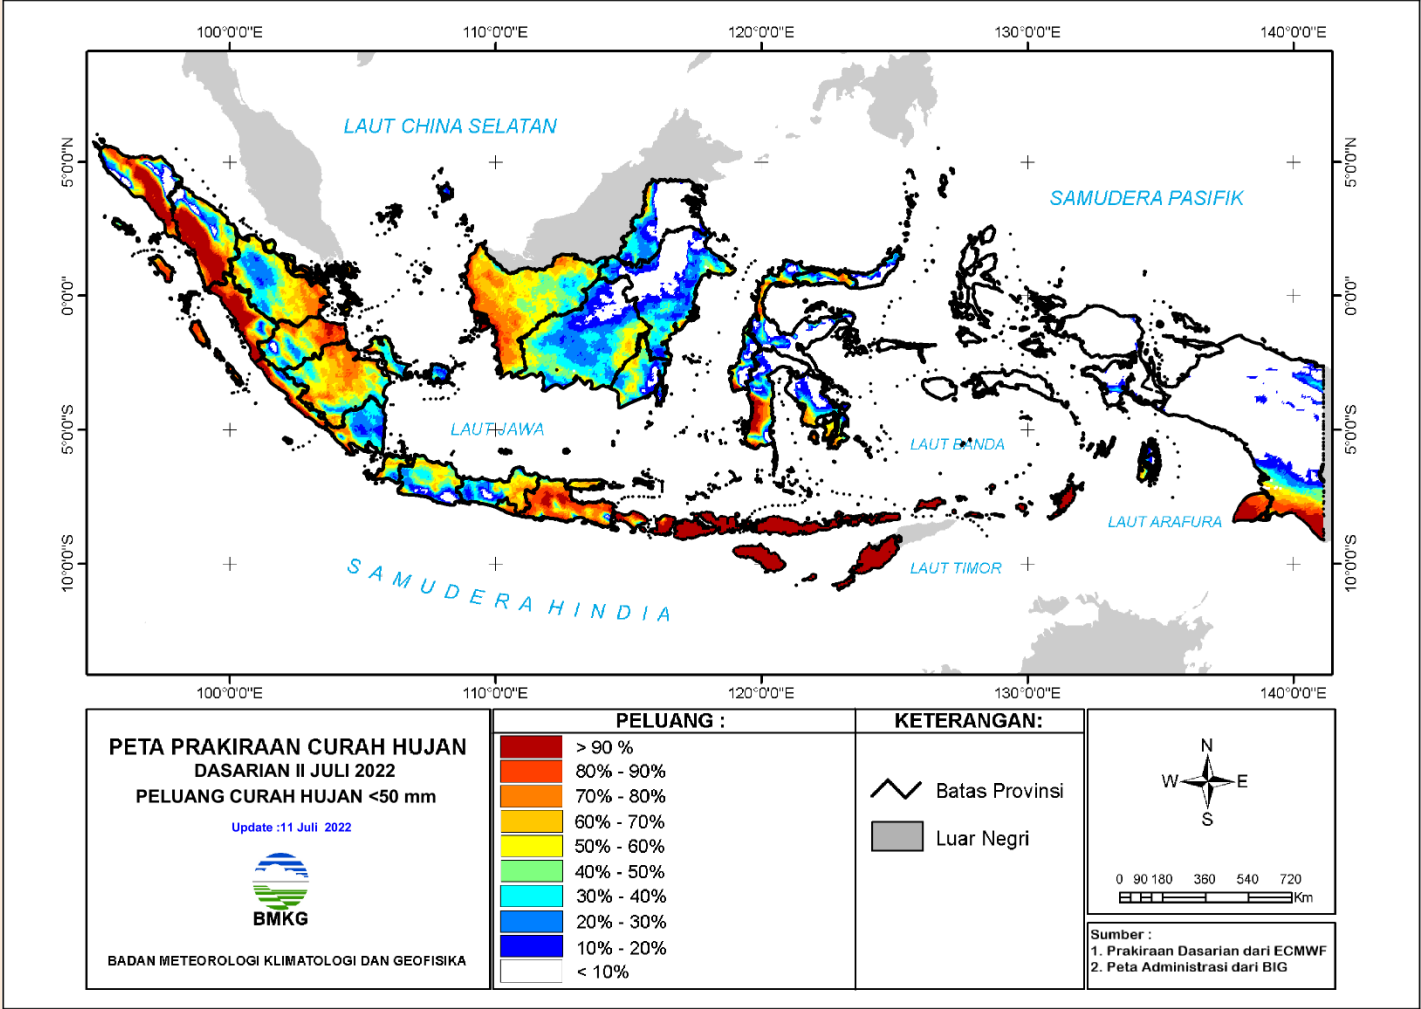 100°0'0"E 110°0'0"E 120°0'0"E 130°0'0"E 140°0'0"E
LAUT CHINA SELATAN
5°0'0"N 5°0'0"N
SAMUDERA PASIFIK
0°0'0" 0°0'0"
5°0'0"S LAUT JAWA LAUT BANDA 5°0'0"S
LAUT ARAFURA
10°0'0"S SAMUDERA HINDIA LAUT TIMOR 10°0'0"S
100°0'0"E 110°0'0"E 120°0'0"E 130°0'0"E 140°0'0"E
PETA PRAKIRAAN CURAH HUJAN
DASARIAN II JULI 2022
PELUANG CURAH HUJAN <50 mm
Update :11 Juli 2022
BMKG
BADAN METEOROLOGI KLIMATOLOGI DAN GEOFISIKA
PELUANG :
> 90 %
80% - 90%
70% - 80%
60% - 70%
50% - 60%
40% - 50%
30% - 40%
20% - 30%
10% - 20%
< 10%
KETERANGAN:
Batas Provinsi
Luar Negri
N
W E
S
0 90 180 360 540 720
Km
Sumber :
1. Prakiraan Dasarian dari ECMWF
2. Peta Administrasi dari BIG